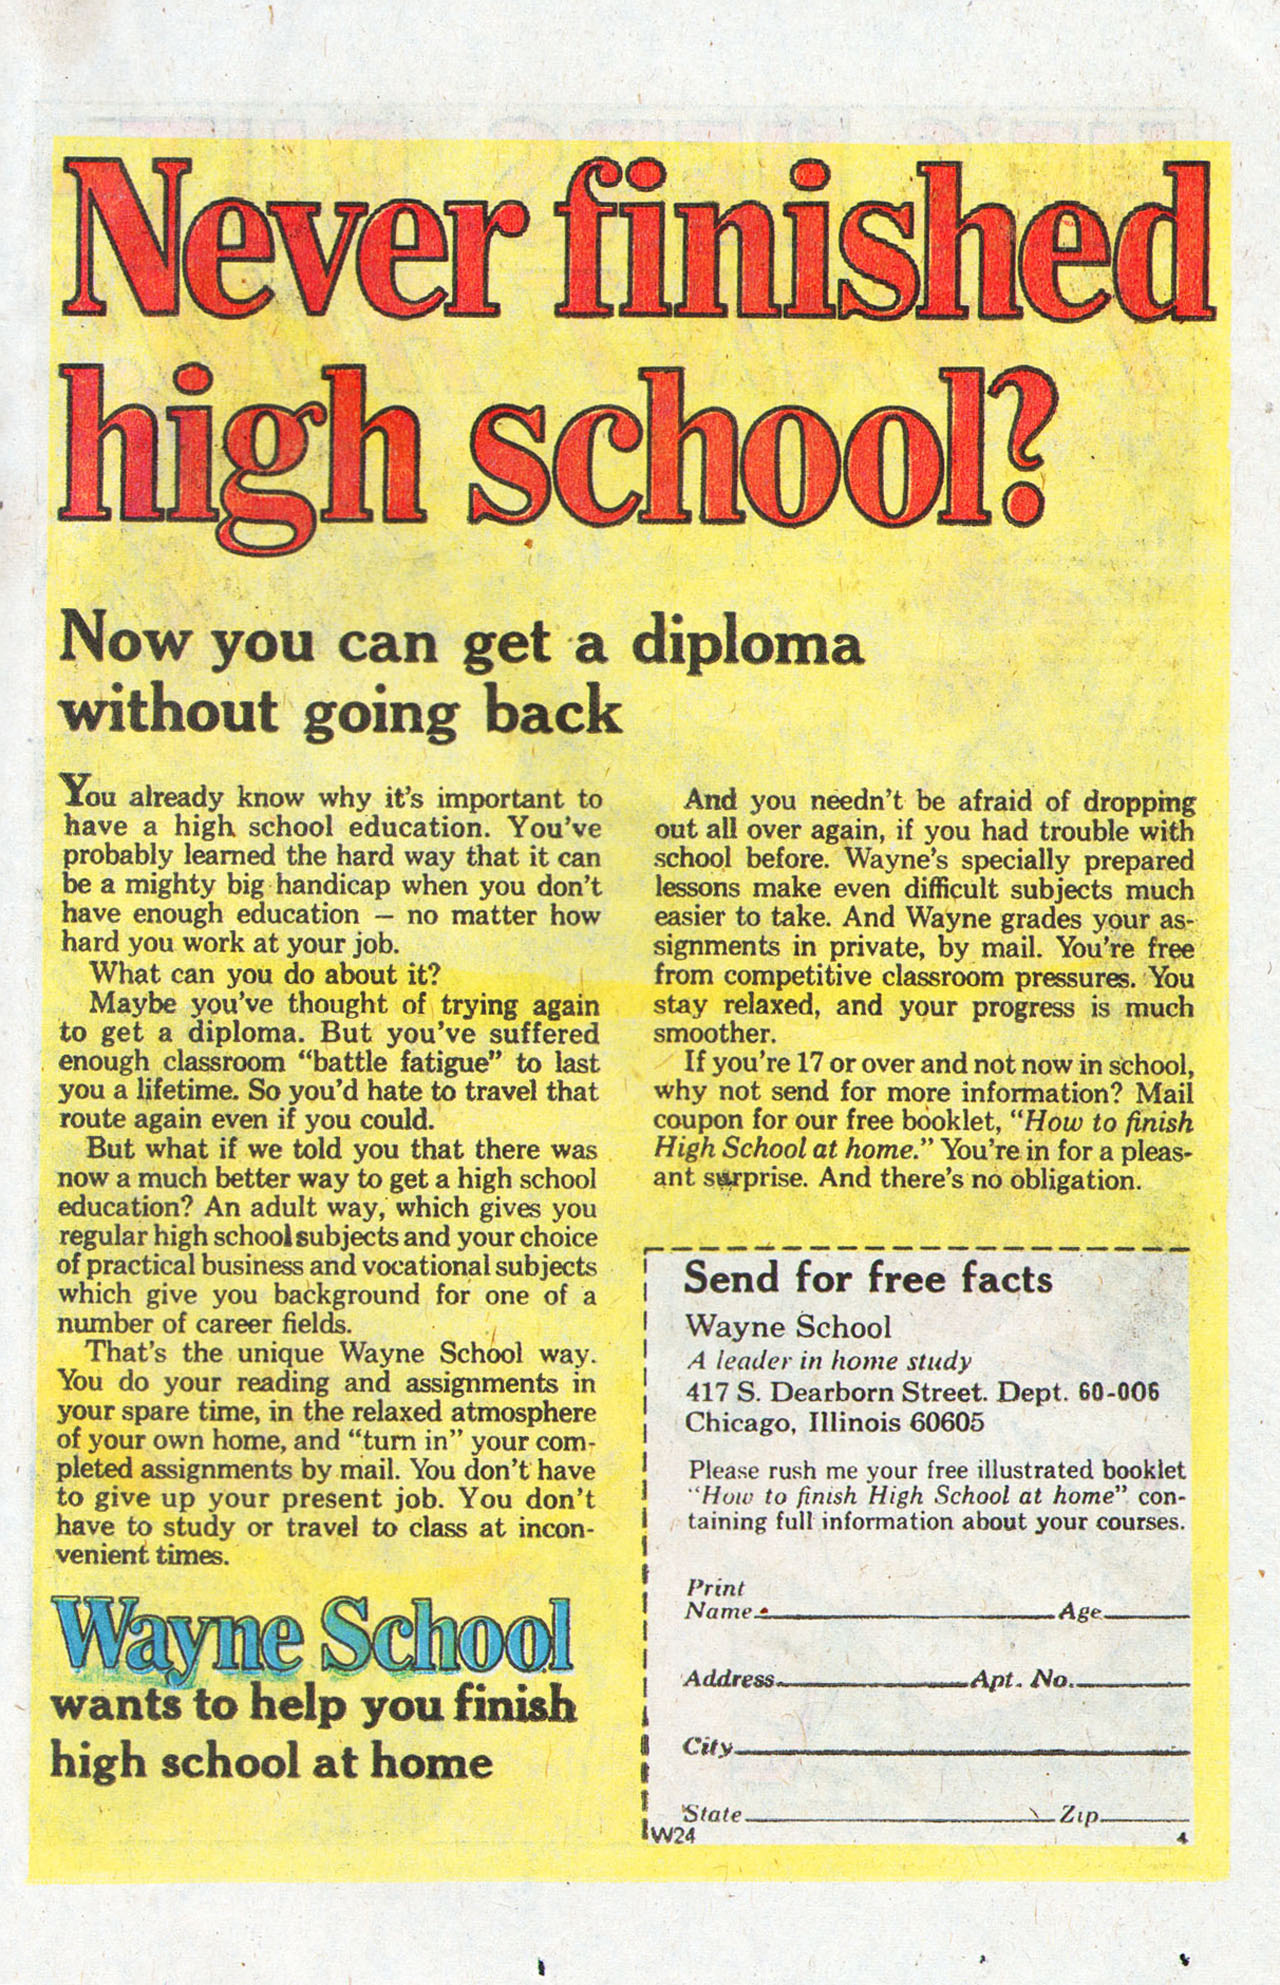 Never finished
high school?
Now you can get a diploma
without going back
You already know why it's important to
have a high school education. You've
probably learned the hard way that it can
be a mighty big handicap when you don't
have enough education — no matter how
hard you work at your job.
What can you do about it?
Maybe you've thought of trying again
to get a diploma. But you've suffered
enough classroom "battle fatigue" to last
you a lifetime. So you'd hate to travel that
route again even if you could.
But what if we told you that there was
now a much better way to get a high school
education? An adult way, which gives you
regular high school subjects and your choice
of practical business and vocational subjects
which give you background for one of a
number of career fields.
That's the unique Wayne School way.
You do your reading and assignments in
your spare time, in the relaxed atmosphere
of your own home, and "turn in" your com-
pleted assignments by mail. You don't have
to give up your present job. You don't
have to study or travel to class at incon-
venient times.
Wayne School
wants to help you finish
high school at home
And you needn't be afraid of dropping
out all over again, if you had trouble with
school before. Wayne's specially prepared
lessons make even difficult subjects much
easier to take. And Wayne grades your as-
signments in private, by mail. You're free
from competitive classroom pressures. You
stay relaxed, and your progress is much
smoother.
If you're 17 or over and not now in school,
why not send for more information? Mail
coupon for our free booklet, "How to finish
High School at home." You're in for a pleas-
ant surprise. And there's no obligation.
Send for free facts
Wayne School
A leader in home study
417 S. Dearborn Street. Dept. 60-006
Chicago, Illinois 60605
Please rush me your free illustrated booklet
"How to finish High School at home" con-
taining full information about your courses.
Print
Name Age
Address Apt. No.
City
State Zip
W24 4